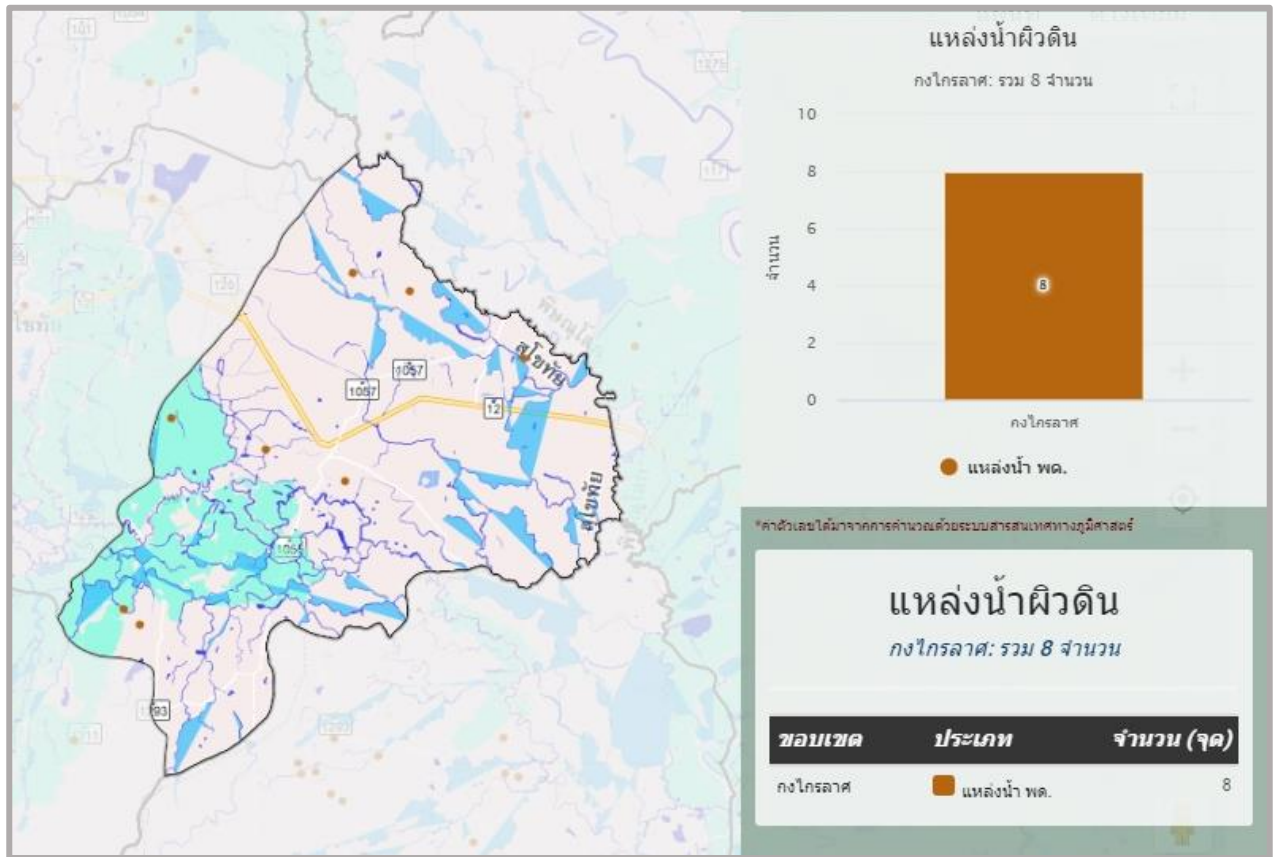 แหล่งน้ำผิวดิน
กงไกรลาศ: รวม 8 จำนวน
10
8
6
4
2
0
จำนวน
8
กงไกรลาศ
แหล่งน้ำ พด.
*ค่าตัวเลขได้มาจากการคำนวณด้วยระบบสารสนเทศทางภูมิศาสตร์
แหล่งน้ำผิวดิน
กงไกรลาศ: รวม 8 จำนวน
ขอบเขต ประเภท จำนวน (จุด)
กงไกรลาศ แหล่งน้ำ พด. 8
1275
117
126
พิษณุโล
สุโขทัย
1057
1057
12
สุโขทัย
1055
1293